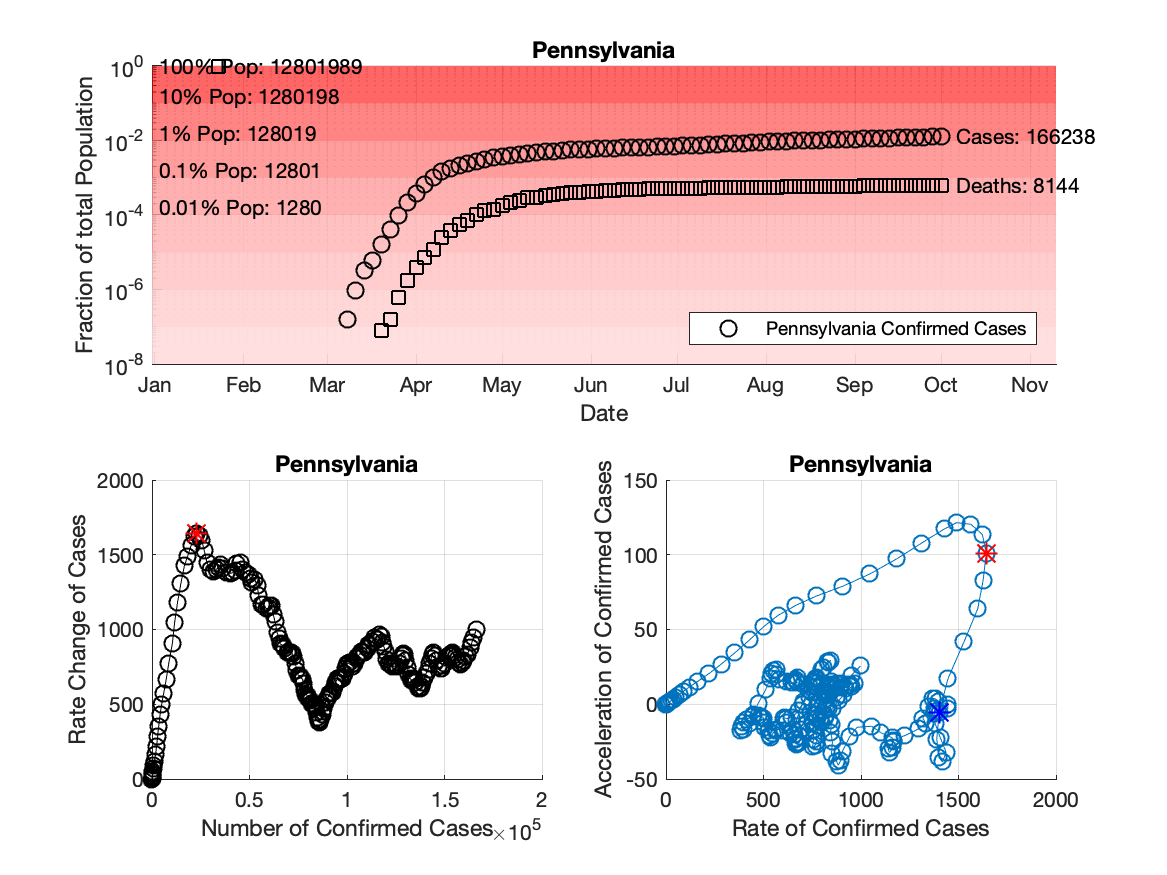 Pennsylvania
10^0
10^-2
10^-4
10^-6
10^-8
Fraction of total Population
100% Pop: 12801989
10% Pop: 1280198
1% Pop: 128019
0.1% Pop: 12801
0.01% Pop: 1280
Cases: 166238
Deaths: 8144
Pennsylvania Confirmed Cases
Jan Feb Mar Apr May Jun Jul Aug Sep Oct Nov
Date
Pennsylvania
2000
1500
1000
500
0
Rate Change of Cases
0 0.5 1 1.5 2
Number of Confirmed Cases ×10^5
Pennsylvania
150
100
50
0
-50
Acceleration of Confirmed Cases
0 500 1000 1500 2000
Rate of Confirmed Cases